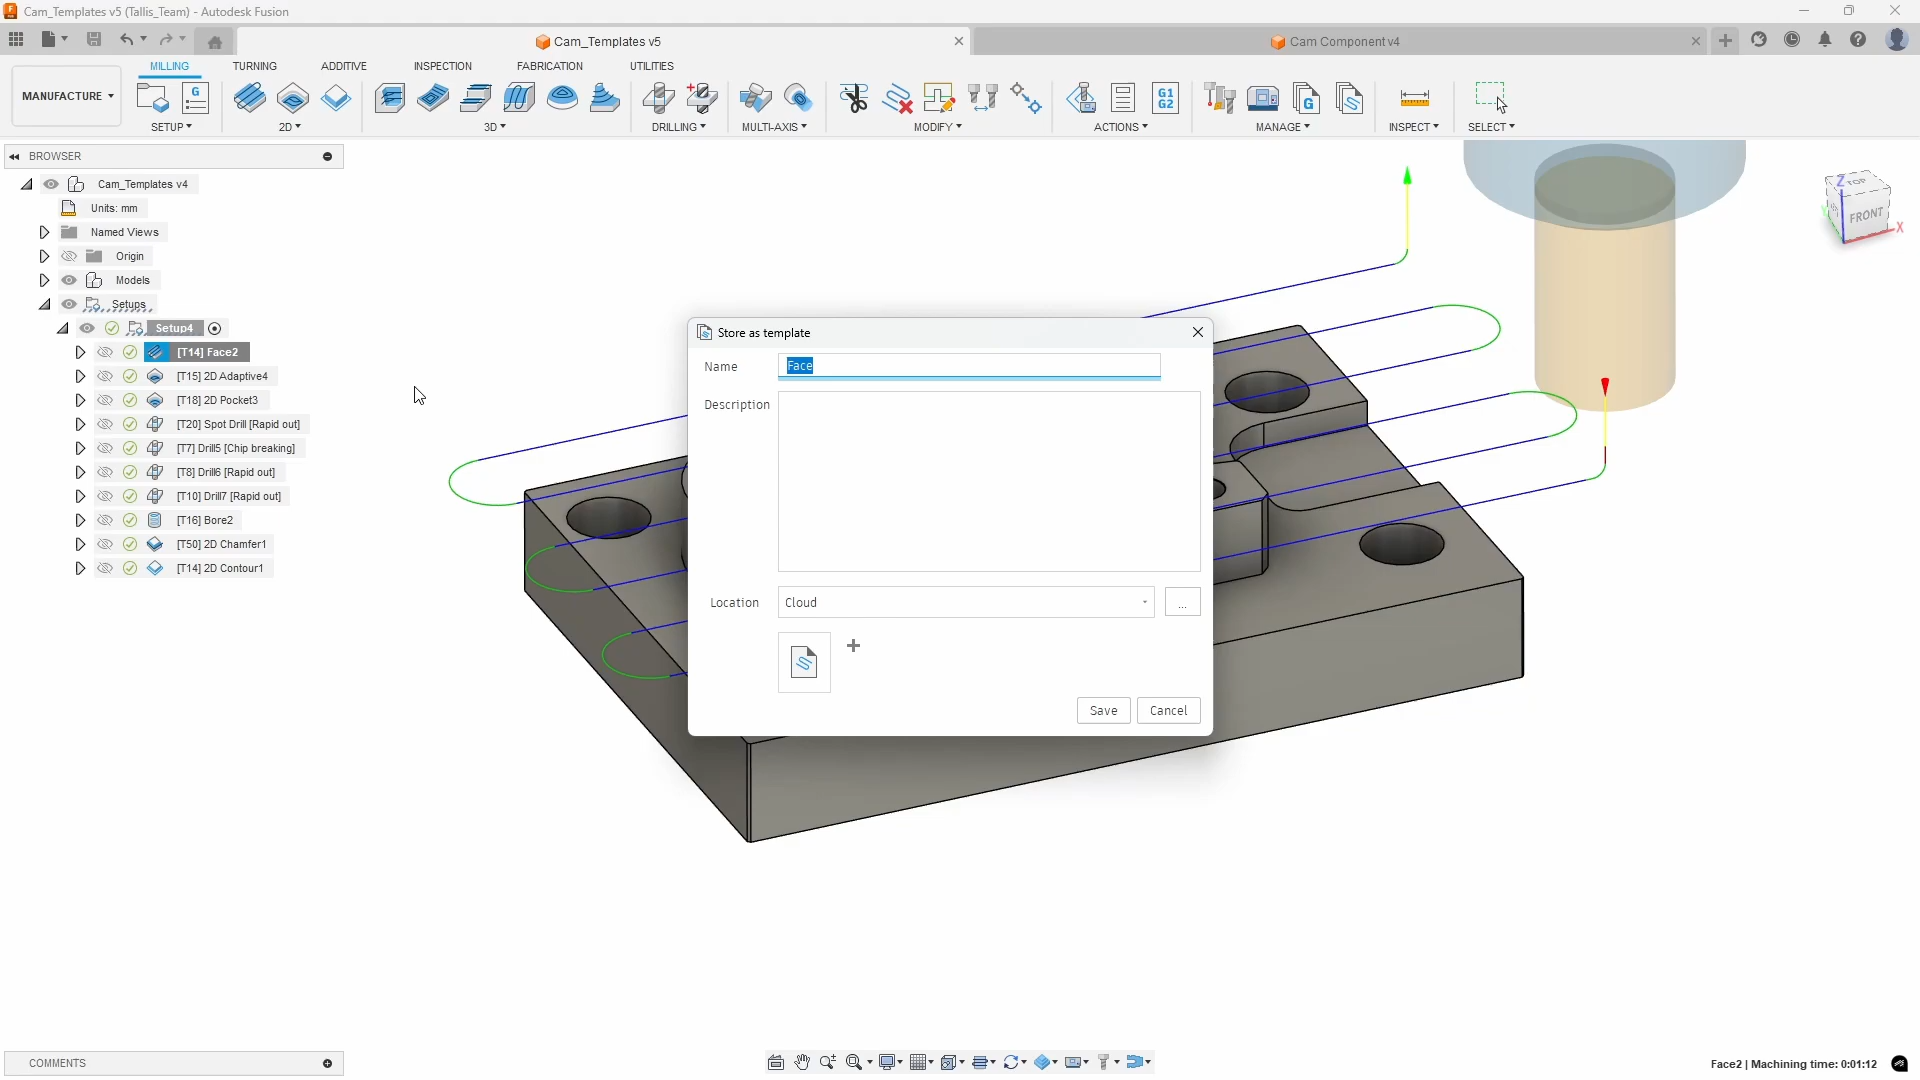 Cam_Templates v5 (Tallis_Team) - Autodesk Fusion
Cam_Templates v5
Cam Component v4
MILLING
TURNING
ADDITIVE
INSPECTION
FABRICATION
UTILITIES
MANUFACTURE
SETUP
2D
3D
DRILLING
MULTI-AXIS
MODIFY
ACTIONS
MANAGE
INSPECT
SELECT
G
G1
G2
G
BROWSER
Cam_Templates v4
Units: mm
Named Views
Origin
Models
Setups
Setup4
[T14] Face2
[T15] 2D Adaptive4
[T18] 2D Pocket3
[T20] Spot Drill [Rapid out]
[T7] Drill5 [Chip breaking]
[T8] Drill6 [Rapid out]
[T10] Drill7 [Rapid out]
[T16] Bore2
[T50] 2D Chamfer1
[T14] 2D Contour1
Store as template
Name
Face
Description
Location
Cloud
...
Save
Cancel
Z
TOP
FRONT
X
COMMENTS
Face2 | Machining time: 0:01:12